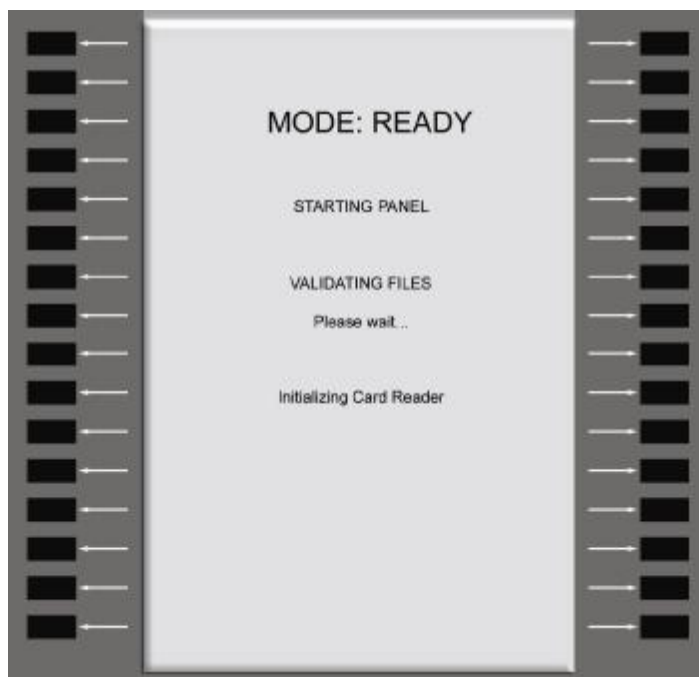 MODE: READY
STARTING PANEL
VALIDATING FILES
Please wait...
Initializing Card Reader